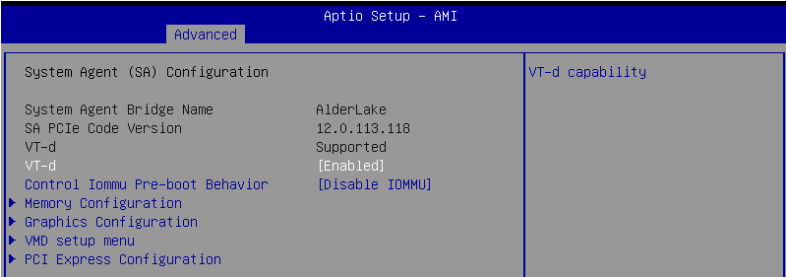 Aptio Setup – AMI
Advanced
System Agent (SA) Configuration
VT-d capability
System Agent Bridge Name AlderLake
SA PCIe Code Version 12.0.113.118
VT-d Supported
VT-d [Enabled]
Control Iommu Pre-boot Behavior [Disable IOMMU]
Memory Configuration
Graphics Configuration
VMD setup menu
PCI Express Configuration